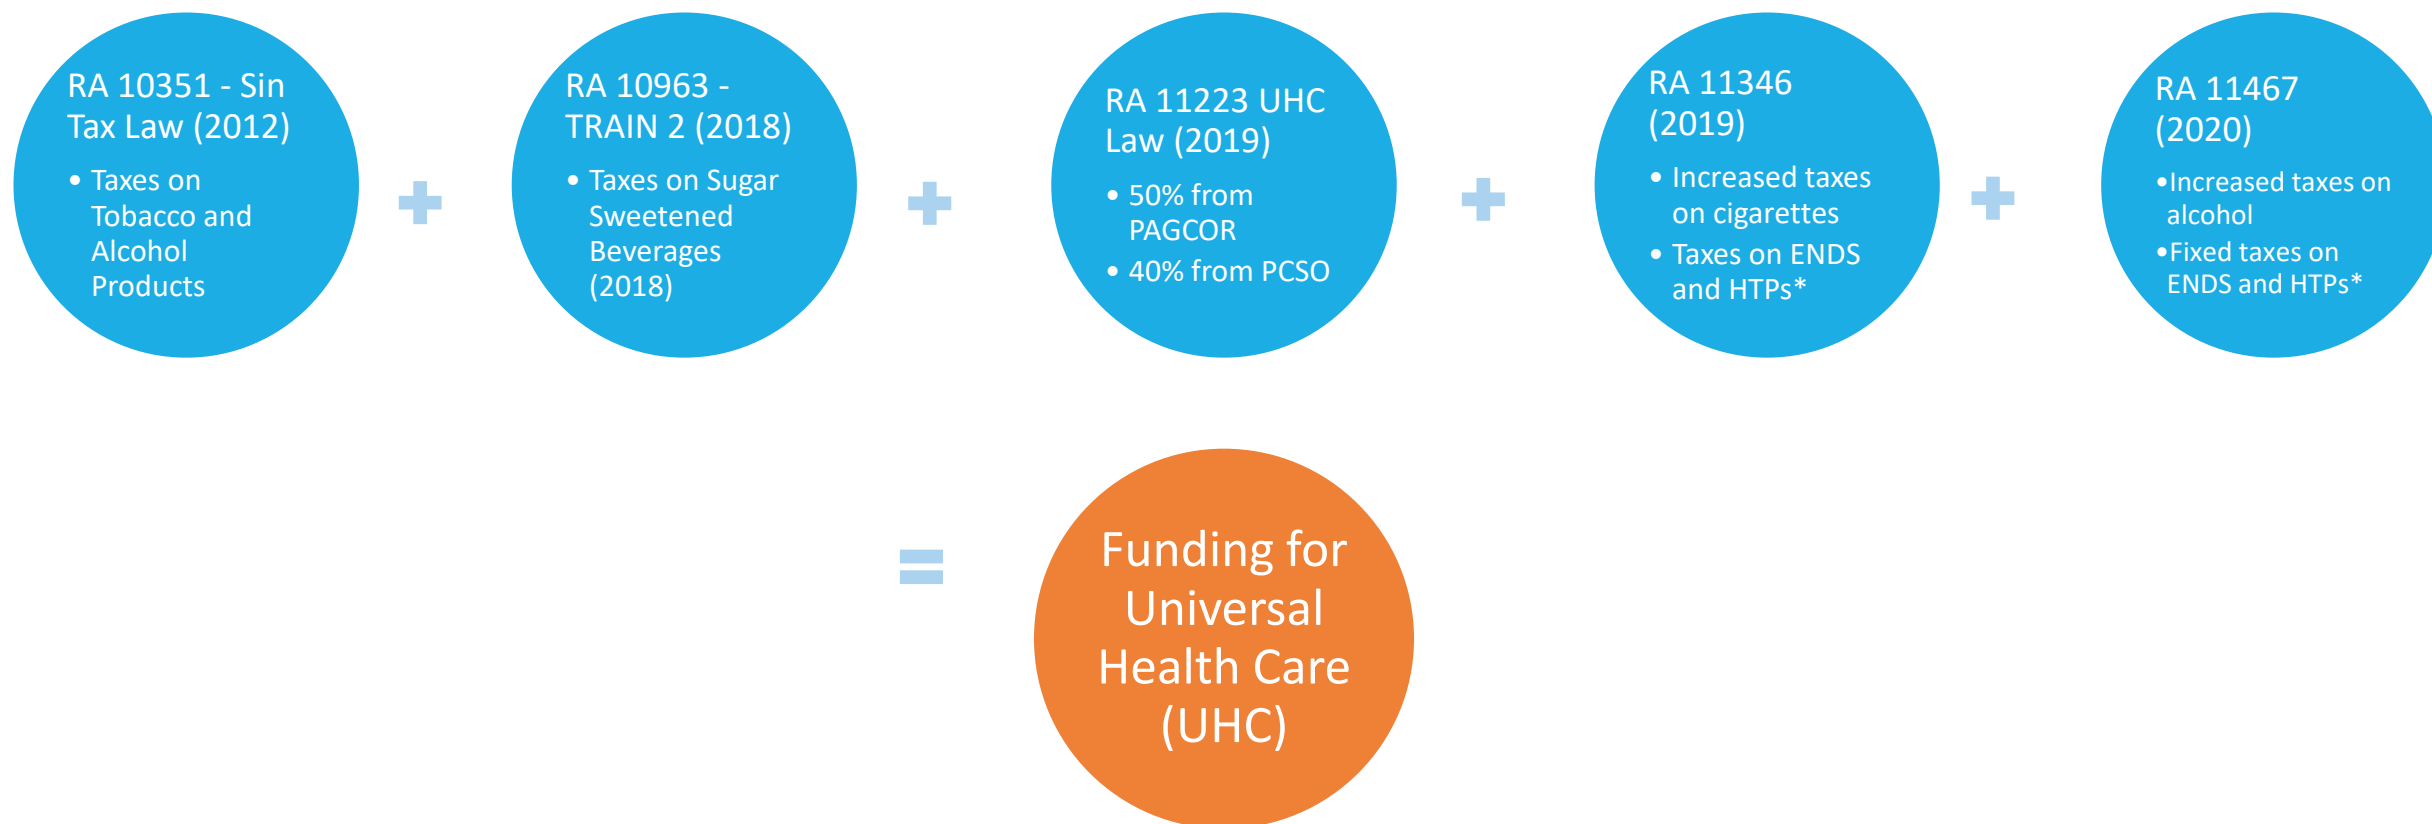 RA 10351 - Sin
Tax Law (2012)
• Taxes on
Tobacco and
Alcohol
Products
RA 10963 -
TRAIN 2 (2018)
• Taxes on Sugar
Sweetened
Beverages
(2018)
RA 11223 UHC
Law (2019)
• 50% from
PAGCOR
• 40% from PCSO
RA 11346
(2019)
• Increased taxes
on cigarettes
• Taxes on ENDS
and HTPs*
RA 11467
(2020)
•Increased taxes on
alcohol
•Fixed taxes on
ENDS and HTPs*
Funding for
Universal
Health Care
(UHC)